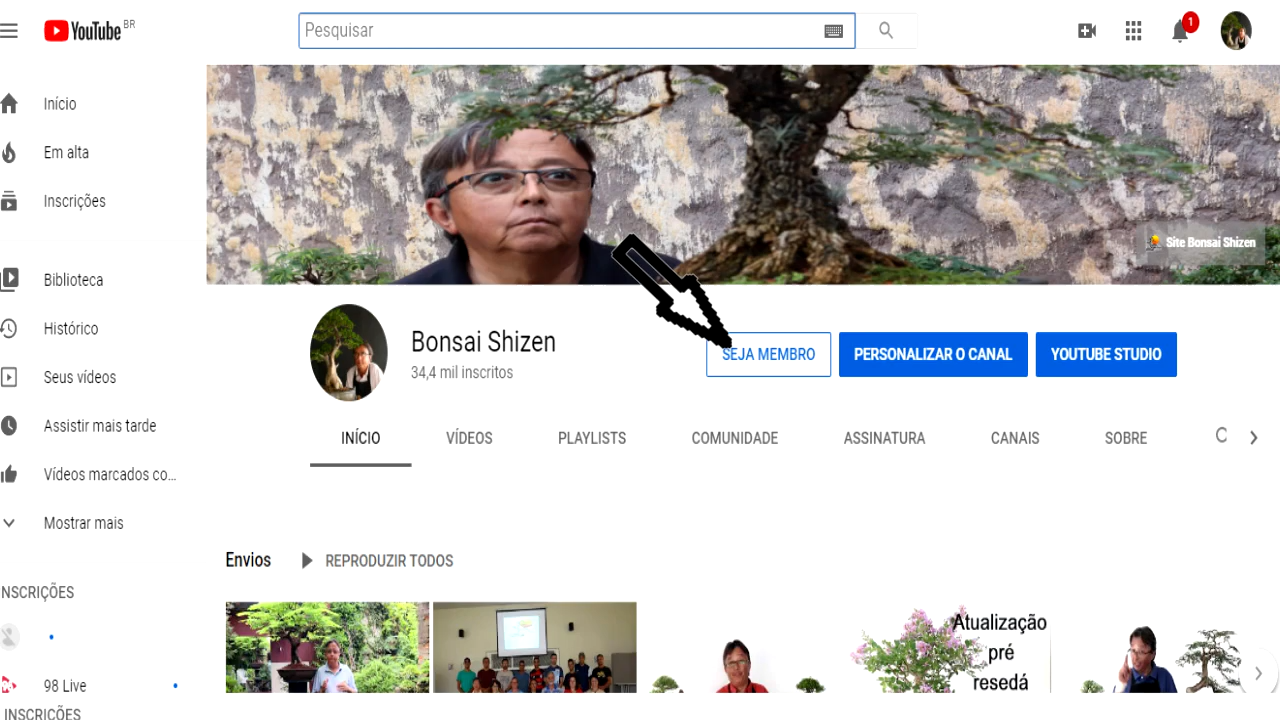 YouTube BR
Pesquisar
1
Início
Em alta
Inscrições
Biblioteca
Histórico
Seus vídeos
Assistir mais tarde
Vídeos marcados co...
Mostrar mais
NSCRIÇÕES
98 Live
INSCRIÇÕES
Site Bonsai Shizen
Bonsai Shizen
34,4 mil inscritos
SEJA MEMBRO
PERSONALIZAR O CANAL
YOUTUBE STUDIO
INÍCIO
VÍDEOS
PLAYLISTS
COMUNIDADE
ASSINATURA
CANAIS
SOBRE
Envios
REPRODUZIR TODOS
Atualização
pré
resedá